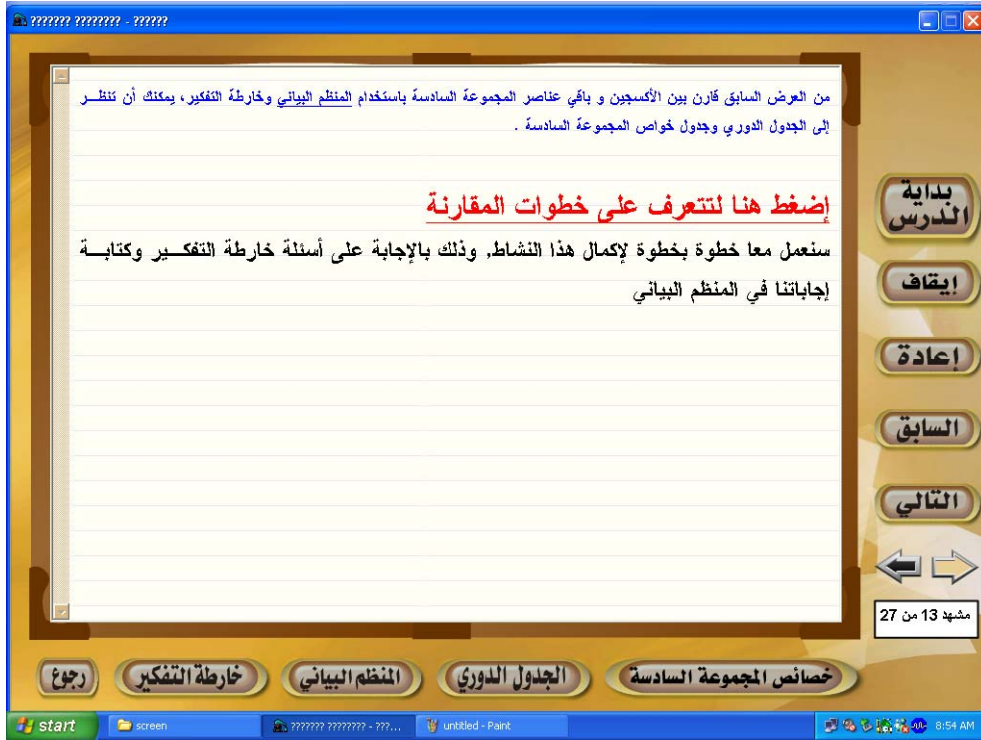 ??????? ???????? - ??????
من العرض السابق قارن بين الأكسجين و باقي عناصر المجموعة السادسة باستخدام المنظم البياني وخارطة التفكير، يمكنك أن تنظـــر
إلى الجدول الدوري وجدول خواص المجموعة السادسة .
إضغط هنا لتتعرف على خطوات المقارنة
سنعمل معا خطوة بخطوة لإكمال هذا النشاط, وذلك بالإجابة على أسئلة خارطة التفكـــير وكتابـــة
إجاباتنا في المنظم البياني
بداية
الدرس
إيقاف
إعادة
السابق
التالي
مشهد 13 من 27
خصائص المجموعة السادسة
الجدول الدوري
المنظم البياني
خارطة التفكير
رجوع
start
screen
??????? ???????? - ???...
untitled - Paint
8:54 AM